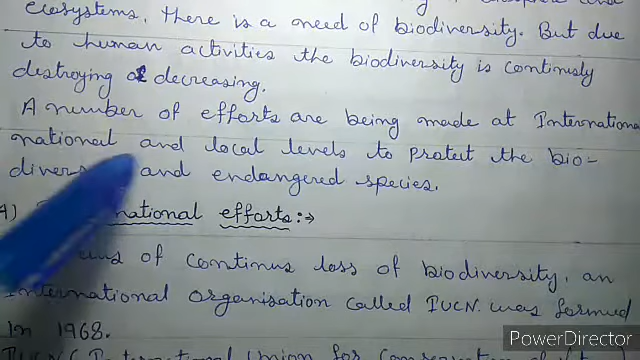 ecosystems, there is a need of biodiversity. But due
to human activities the biodiversity is continusly
destroying or decreasing.
A number of efforts are being made at Internationa
national and local levels to protect the bio-
divers and endangered species.
A) national efforts:→
of continus loss of biodiversity, an
International organisation called IUCN. was formed
In 1968.
PowerDirector